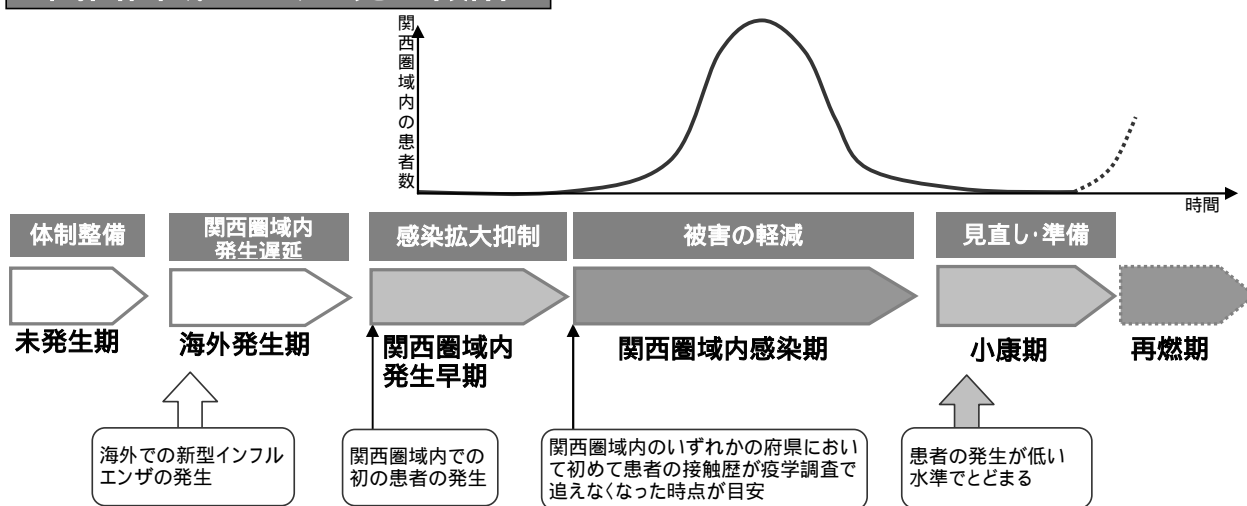 関西圏域内の患者数
時間
体制整備
関西圏域内
発生遅延
感染拡大抑制
被害の軽減
見直し・準備
未発生期
海外発生期
関西圏域内
発生早期
関西圏域内感染期
小康期
再燃期
海外での新型インフル
エンザの発生
関西圏域内での
初の患者の発生
関西圏域内のいずれかの府県におい
て初めて患者の接触歴が疫学調査で
追えなくなった時点が目安
患者の発生が低い
水準でとどまる